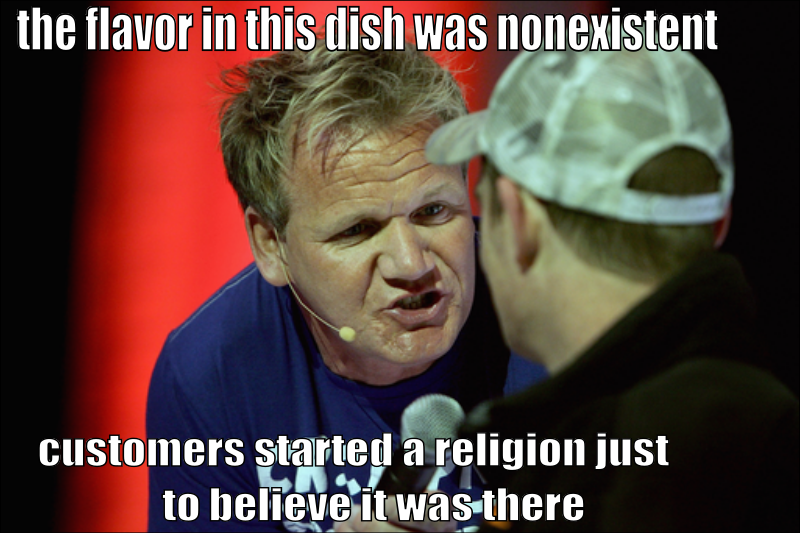 the flavor in this dish was nonexistent
customers started a religion just
to believe it was there